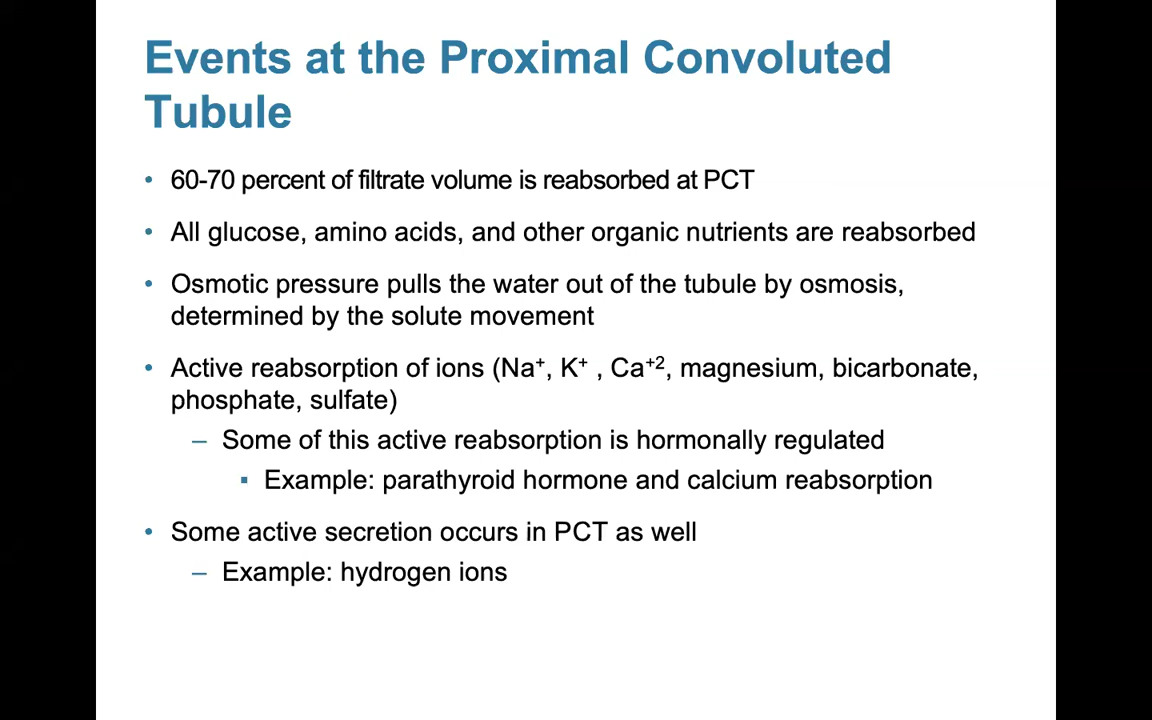 Events at the Proximal Convoluted
Tubule
• 60-70 percent of filtrate volume is reabsorbed at PCT
• All glucose, amino acids, and other organic nutrients are reabsorbed
• Osmotic pressure pulls the water out of the tubule by osmosis,
determined by the solute movement
• Active reabsorption of ions (Na⁺, K⁺ , Ca⁺², magnesium, bicarbonate,
phosphate, sulfate)
– Some of this active reabsorption is hormonally regulated
▪ Example: parathyroid hormone and calcium reabsorption
• Some active secretion occurs in PCT as well
– Example: hydrogen ions